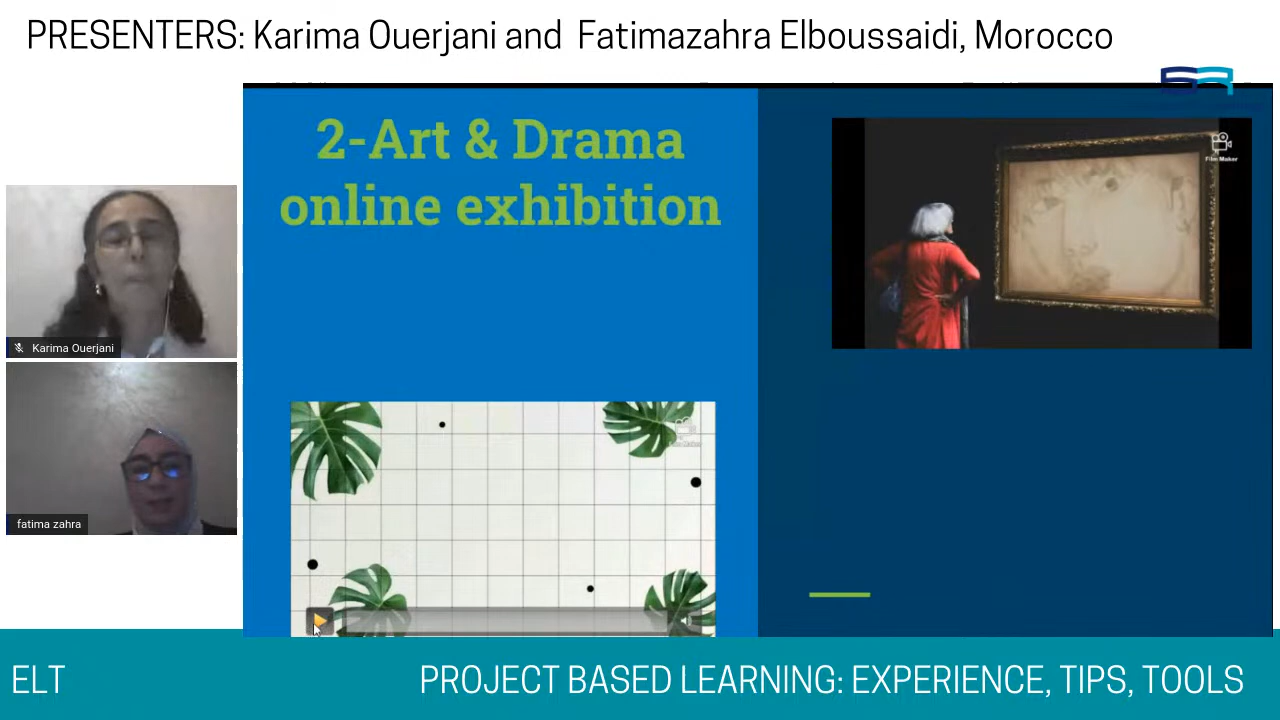 PRESENTERS: Karima Ouerjani and Fatimazahra Elboussaidi, Morocco
2-Art & Drama
online exhibition
Film Maker
Karima Ouerjani
fatima zahra
ELT
PROJECT BASED LEARNING: EXPERIENCE, TIPS, TOOLS